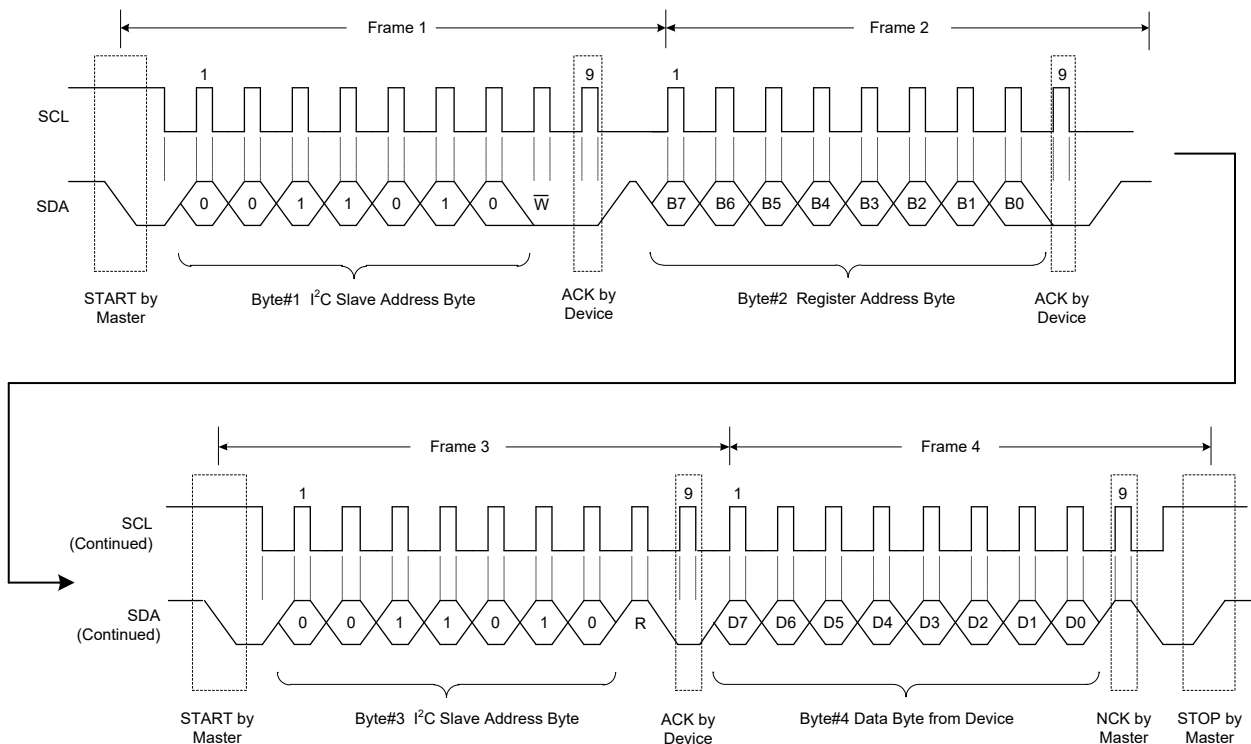 Frame 1 Frame 2
1 9 1 9
SCL
SDA
0 0 1 1 0 1 0 W B7 B6 B5 B4 B3 B2 B1 B0
START by
Master
Byte#1 I²C Slave Address Byte
ACK by
Device
Byte#2 Register Address Byte
ACK by
Device
Frame 3 Frame 4
1 9 1 9
SCL
(Continued)
SDA
(Continued)
0 0 1 1 0 1 0 R D7 D6 D5 D4 D3 D2 D1 D0
START by
Master
Byte#3 I²C Slave Address Byte
ACK by
Device
Byte#4 Data Byte from Device
NCK by
Master
STOP by
Master